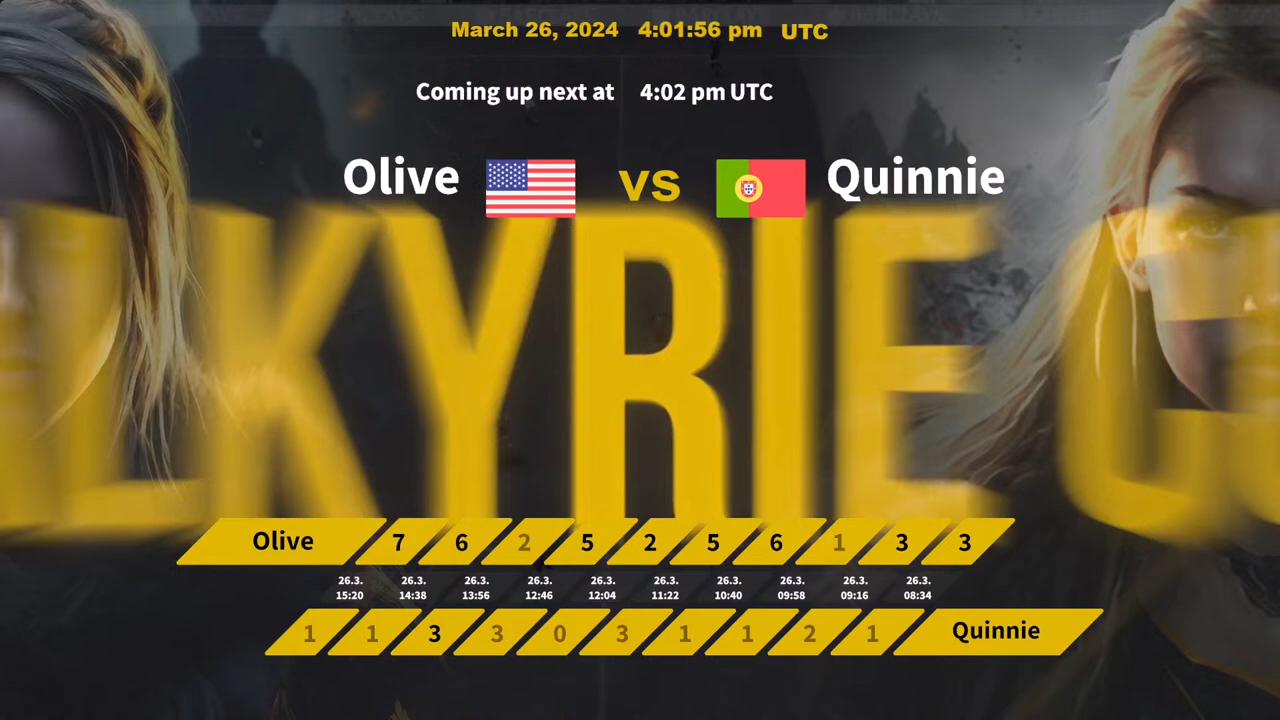 March 26, 2024 4:01:56 pm UTC
Coming up next at 4:02 pm UTC
Olive VS Quinnie
LKYRIE
Olive 7 6 2 5 2 5 6 1 3 3
26.3. 26.3. 26.3. 26.3. 26.3. 26.3. 26.3. 26.3. 26.3. 26.3.
15:20 14:38 13:56 12:46 12:04 11:22 10:40 09:58 09:16 08:34
1 1 3 3 0 3 1 1 2 1 Quinnie